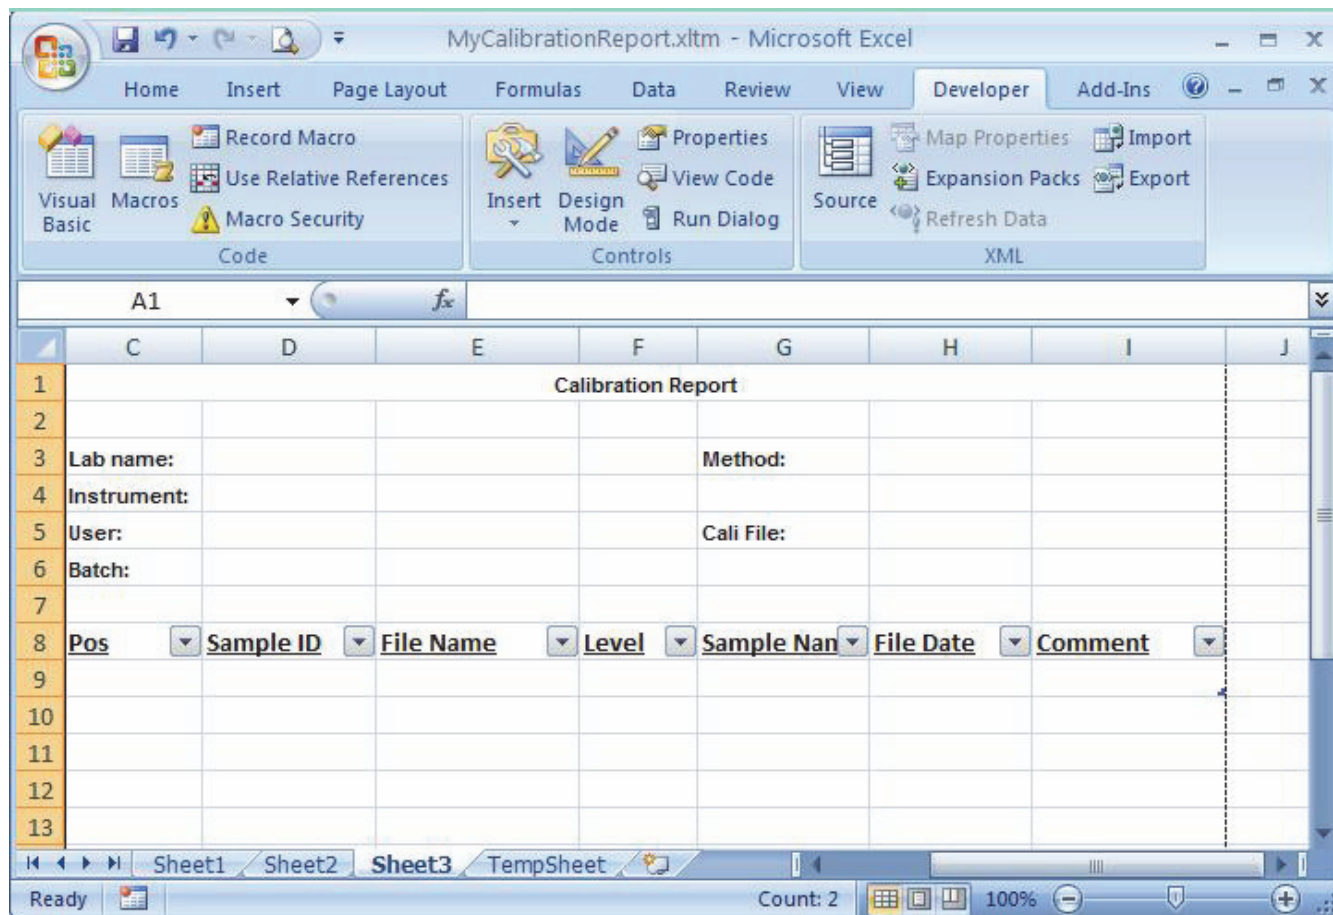 MyCalibrationReport.xltm - Microsoft Excel
Home Insert Page Layout Formulas Data Review View Developer Add-Ins
Visual Basic
Macros
Record Macro
Use Relative References
Macro Security
Code
Insert
Design Mode
Properties
View Code
Run Dialog
Controls
Source
Map Properties
Expansion Packs
Refresh Data
Import
Export
XML
A1 fx
C D E F G H I J
1 Calibration Report
2
3 Lab name: Method:
4 Instrument:
5 User: Cali File:
6 Batch:
7
8 Pos Sample ID File Name Level Sample Nan File Date Comment
9
10
11
12
13
Sheet1 Sheet2 Sheet3 TempSheet
Ready Count: 2 100%